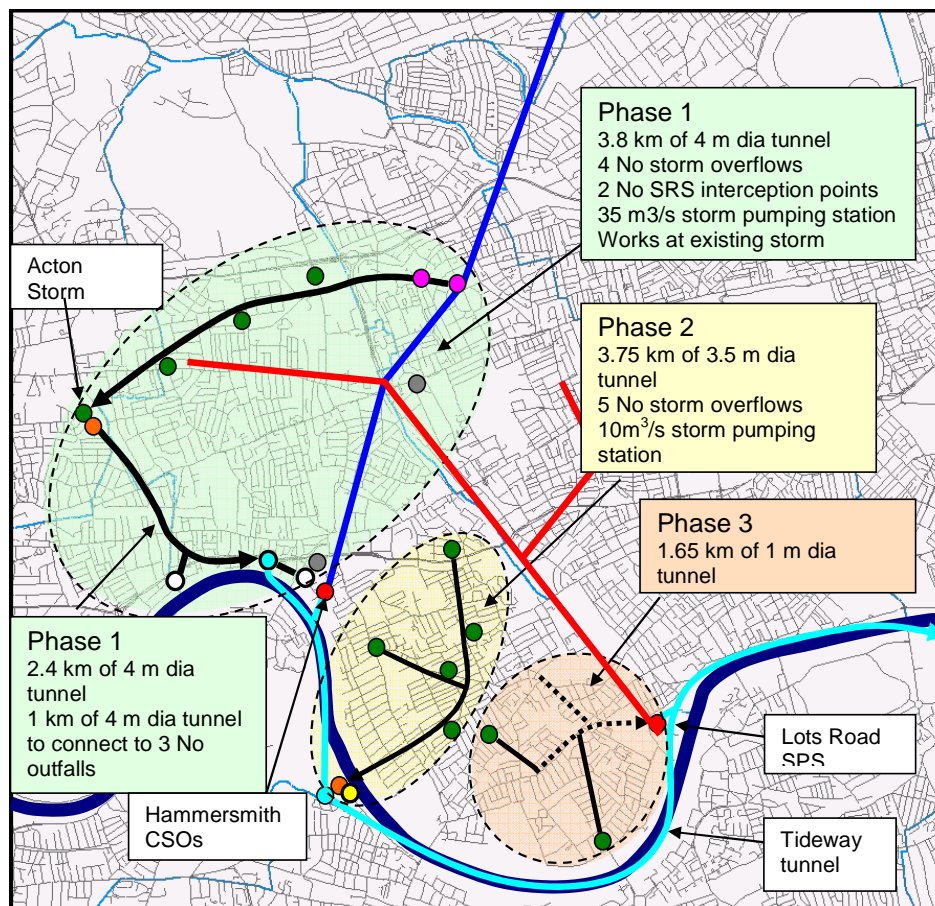 Phase 1
3.8 km of 4 m dia tunnel
4 No storm overflows
2 No SRS interception points
35 m3/s storm pumping station
Works at existing storm
Acton
Storm
Phase 2
3.75 km of 3.5 m dia
tunnel
5 No storm overflows
10m³/s storm pumping
station
Phase 3
1.65 km of 1 m dia
tunnel
Phase 1
2.4 km of 4 m dia
tunnel
1 km of 4 m dia tunnel
to connect to 3 No
outfalls
Lots Road
SPS
Hammersmith
CSOs
Tideway
tunnel